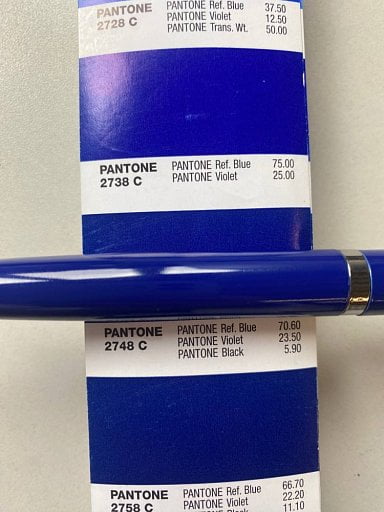 PANTONE PANTONE Ref. Blue 37.50
2728 C PANTONE Violet 12.50
PANTONE Trans. Wt. 50.00
PANTONE PANTONE Ref. Blue 75.00
2738 C PANTONE Violet 25.00
PANTONE PANTONE Ref. Blue 70.60
2748 C PANTONE Violet 23.50
PANTONE Black 5.90
PANTONE PANTONE Ref. Blue 66.70
2758 C PANTONE Violet 22.20
PANTONE Black 11.10